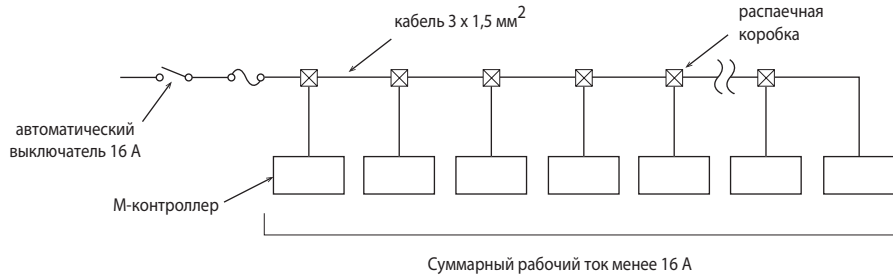 кабель 3 x 1,5 мм²
распаечная
коробка
автоматический
выключатель 16 А
М-контроллер
Суммарный рабочий ток менее 16 А